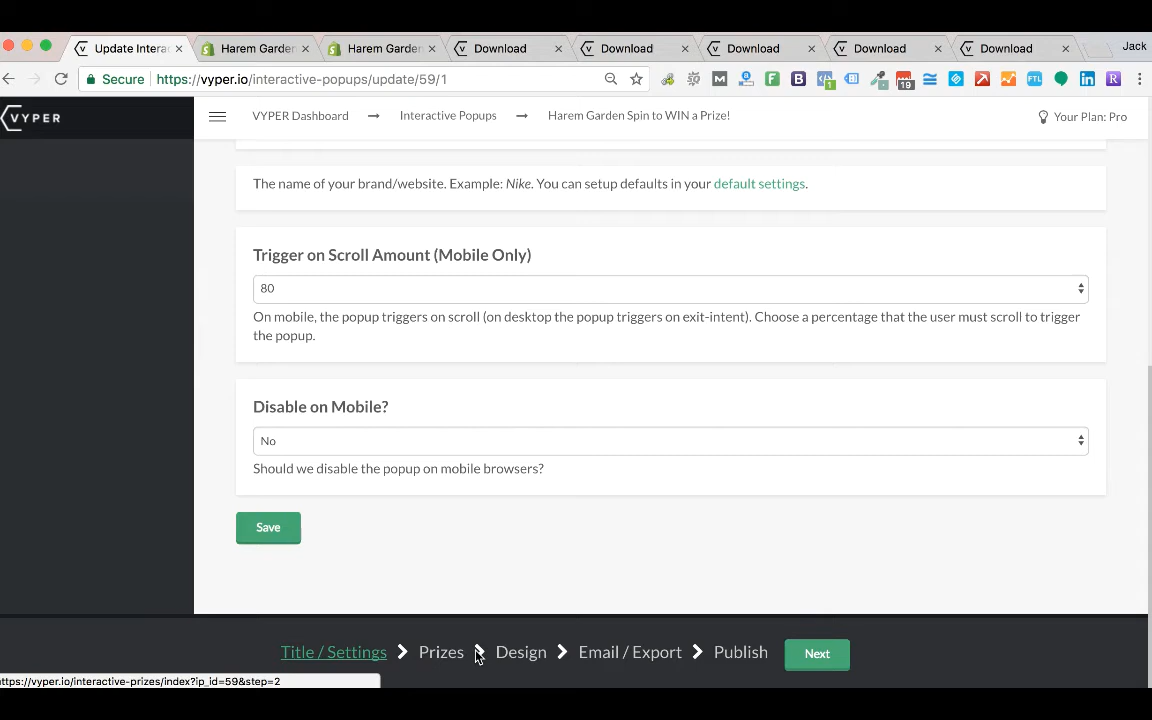 Update Intera
Harem Garden
Harem Garden
Download
Download
Download
Download
Download
Jack
Secure
https://vyper.io/interactive-popups/update/59/1
VYPER
VYPER Dashboard → Interactive Popups → Harem Garden Spin to WIN a Prize!
Your Plan: Pro
The name of your brand/website. Example: Nike. You can setup defaults in your default settings.
Trigger on Scroll Amount (Mobile Only)
80
On mobile, the popup triggers on scroll (on desktop the popup triggers on exit-intent). Choose a percentage that the user must scroll to trigger
the popup.
Disable on Mobile?
No
Should we disable the popup on mobile browsers?
Save
Title / Settings
Prizes
Design
Email / Export
Publish
Next
ttps://vyper.io/interactive-prizes/index?ip_id=59&step=2